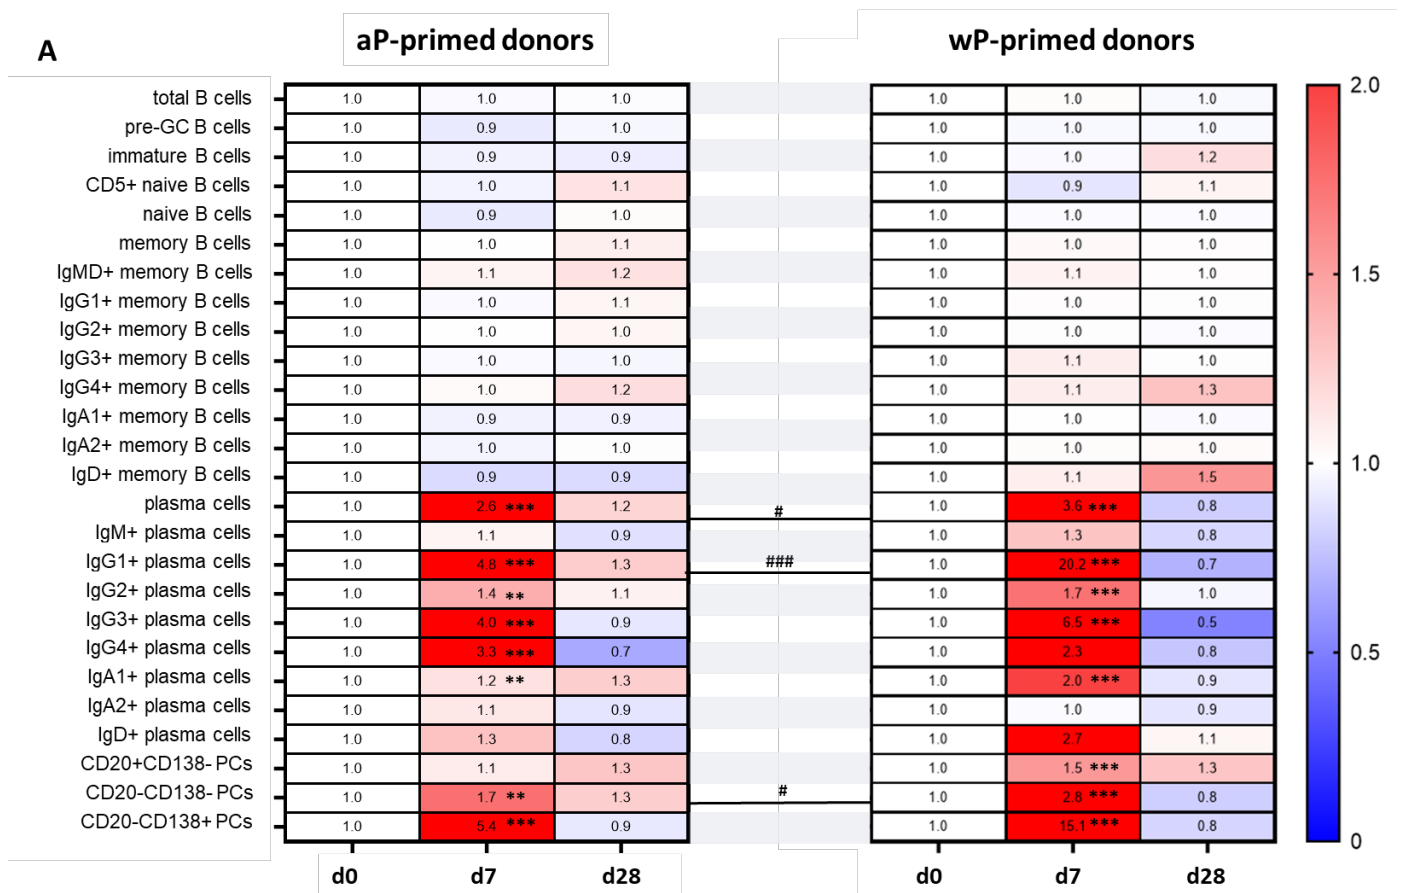 A
aP-primed donors
wP-primed donors
total B cells 1.0 1.0 1.0 1.0 1.0 1.0 2.0
pre-GC B cells 1.0 0.9 1.0 1.0 1.0 1.0
immature B cells 1.0 0.9 0.9 1.0 1.0 1.2
CD5+ naive B cells 1.0 1.0 1.1 1.0 0.9 1.1
naive B cells 1.0 0.9 1.0 1.0 1.0 1.0
memory B cells 1.0 1.0 1.1 1.0 1.0 1.0
IgMD+ memory B cells 1.0 1.1 1.2 1.0 1.1 1.0 1.5
IgG1+ memory B cells 1.0 1.0 1.1 1.0 1.0 1.0
IgG2+ memory B cells 1.0 1.0 1.0 1.0 1.0 1.0
IgG3+ memory B cells 1.0 1.0 1.0 1.0 1.1 1.0
IgG4+ memory B cells 1.0 1.0 1.2 1.0 1.1 1.3
IgA1+ memory B cells 1.0 0.9 0.9 1.0 1.0 1.0
IgA2+ memory B cells 1.0 1.0 1.0 1.0 1.0 1.0 1.0
IgD+ memory B cells 1.0 0.9 0.9 1.0 1.1 1.5
plasma cells 1.0 2.6 *** 1.2 # 1.0 3.6 *** 0.8
IgM+ plasma cells 1.0 1.1 0.9 1.0 1.3 0.8
IgG1+ plasma cells 1.0 4.8 *** 1.3 ### 1.0 20.2 *** 0.7
IgG2+ plasma cells 1.0 1.4 ** 1.1 1.0 1.7 *** 1.0
IgG3+ plasma cells 1.0 4.0 *** 0.9 1.0 6.5 *** 0.5
IgG4+ plasma cells 1.0 3.3 *** 0.7 1.0 2.3 0.8 0.5
IgA1+ plasma cells 1.0 1.2 ** 1.3 1.0 2.0 *** 0.9
IgA2+ plasma cells 1.0 1.1 0.9 1.0 1.0 0.9
IgD+ plasma cells 1.0 1.3 0.8 1.0 2.7 1.1
CD20+CD138- PCs 1.0 1.1 1.3 1.0 1.5 *** 1.3
CD20-CD138- PCs 1.0 1.7 ** 1.3 # 1.0 2.8 *** 0.8
CD20-CD138+ PCs 1.0 5.4 *** 0.9 1.0 15.1 *** 0.8 0
d0 d7 d28 d0 d7 d28